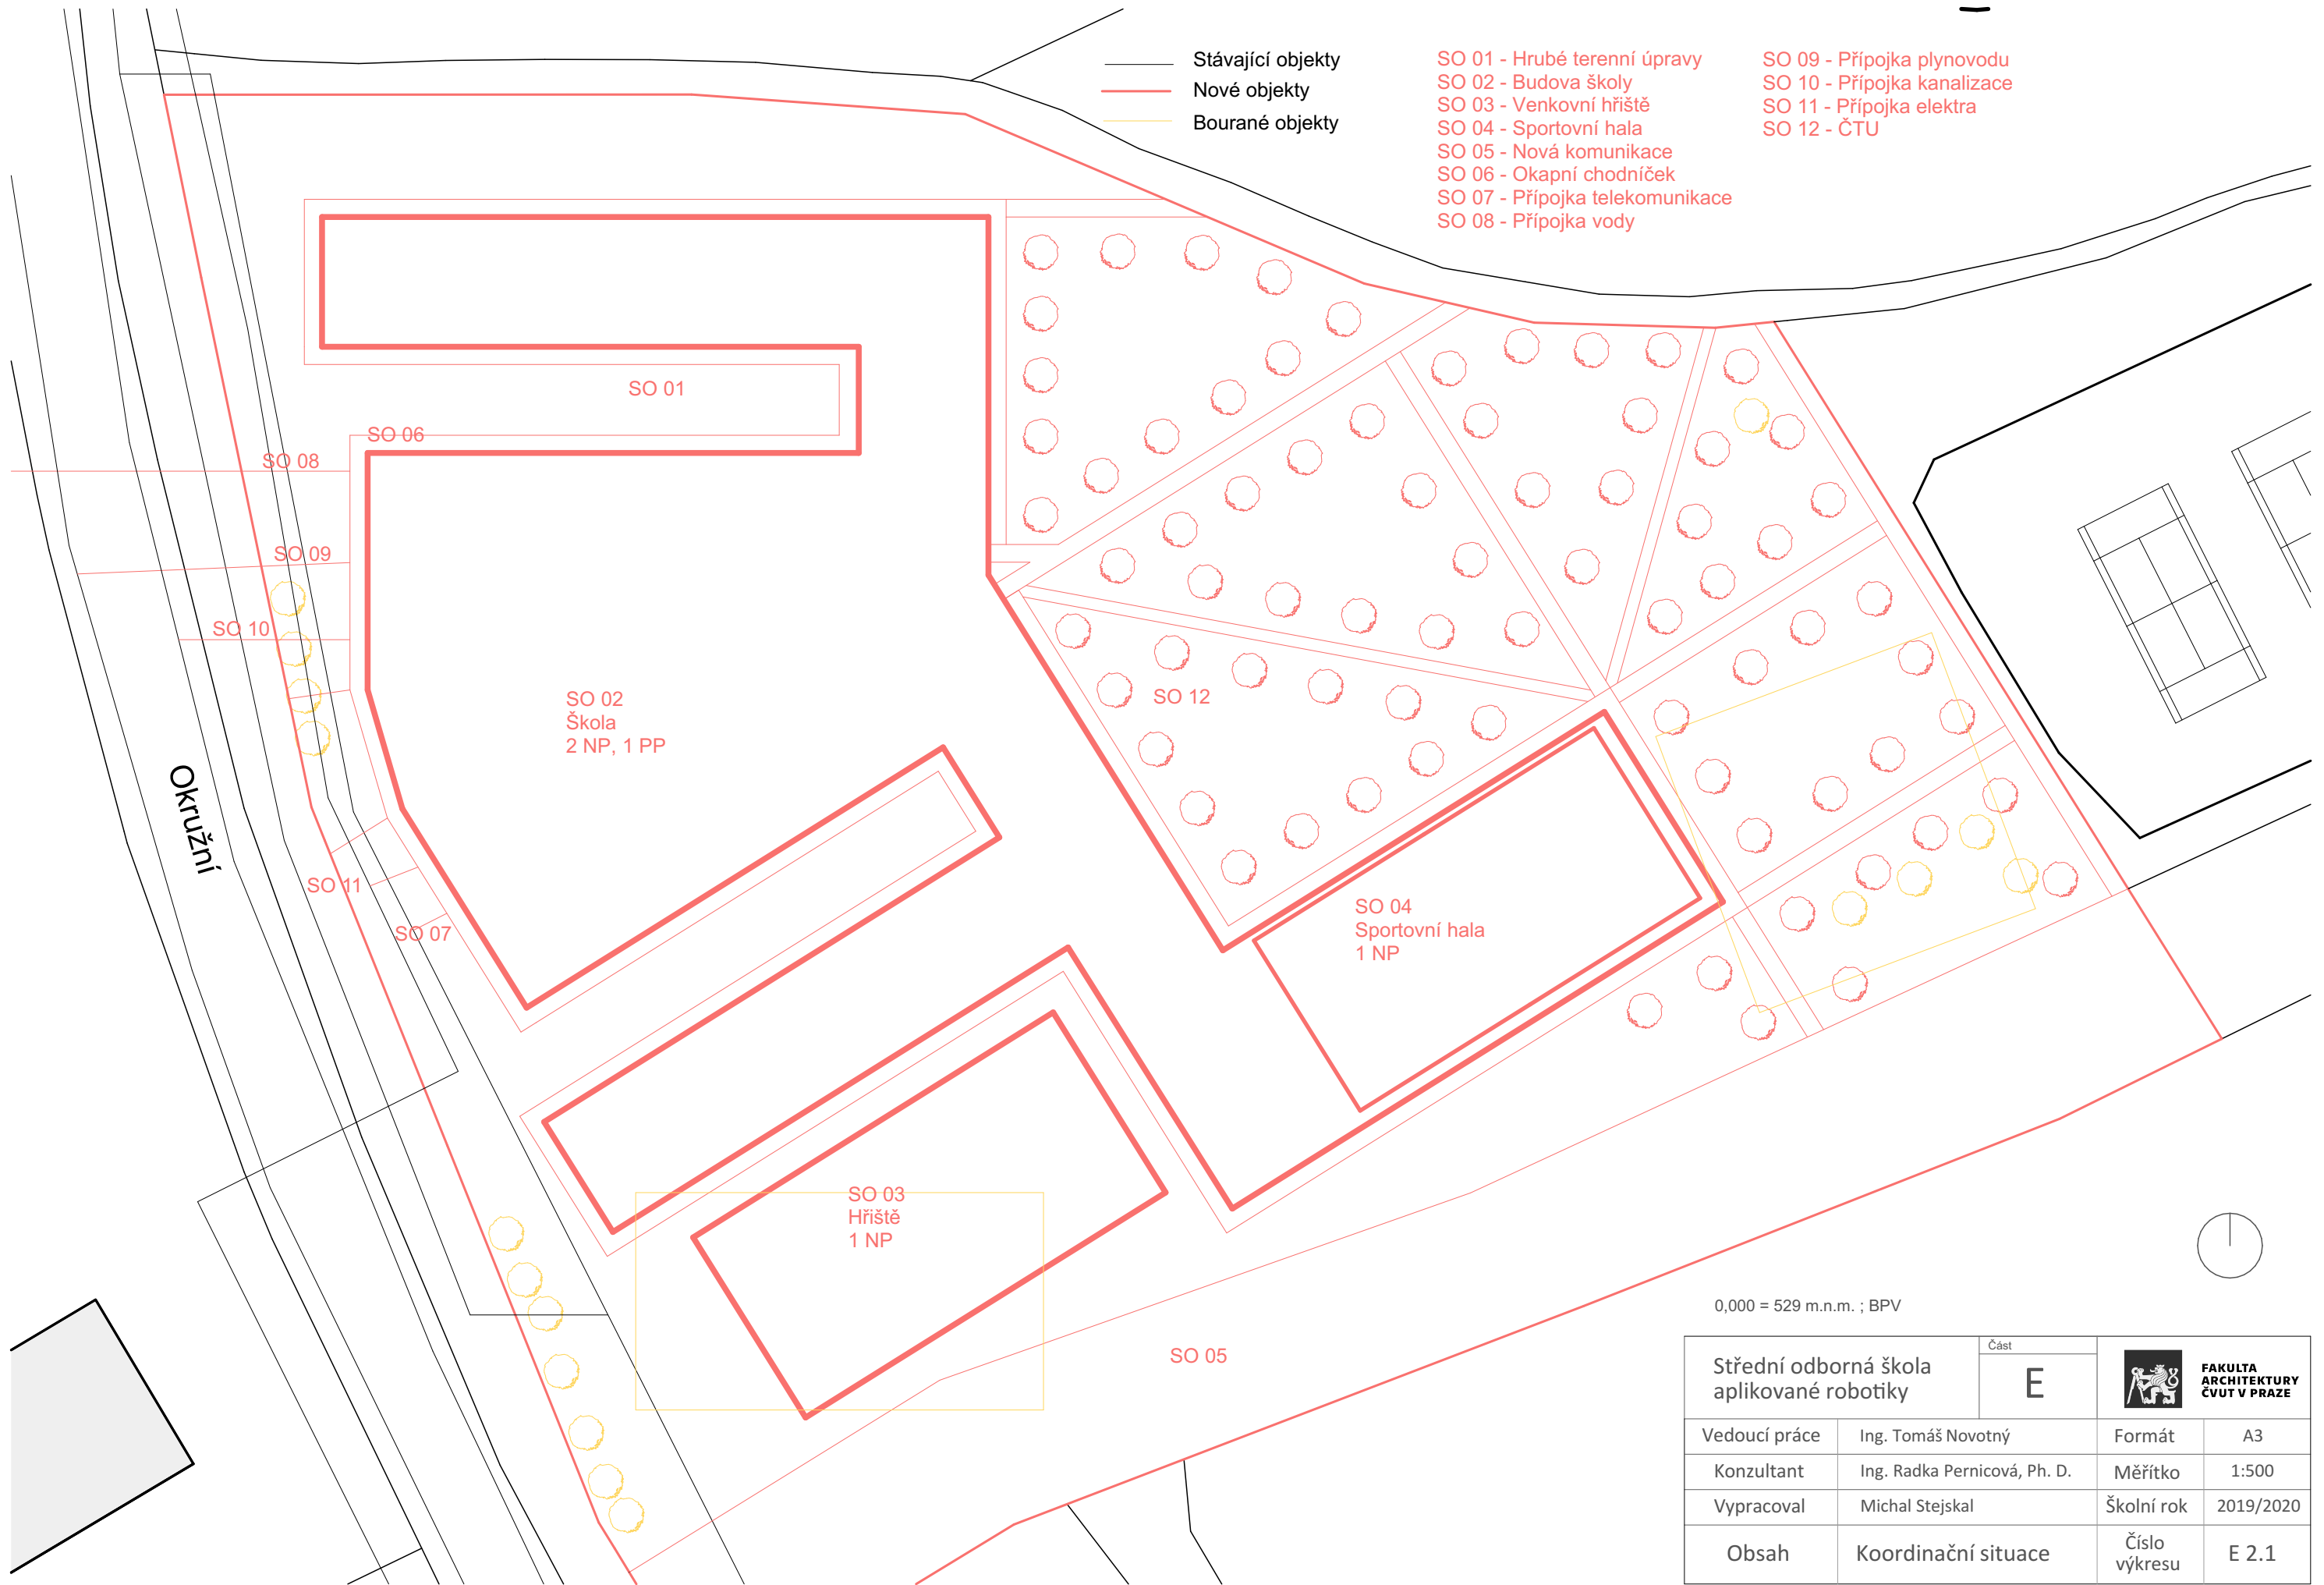 Stávající objekty
Nové objekty
Bourané objekty
SO 01 - Hrubé terenní úpravy
SO 02 - Budova školy
SO 03 - Venkovní hřiště
SO 04 - Sportovní hala
SO 05 - Nová komunikace
SO 06 - Okapní chodníček
SO 07 - Přípojka telekomunikace
SO 08 - Přípojka vody
SO 09 - Přípojka plynovodu
SO 10 - Přípojka kanalizace
SO 11 - Přípojka elektra
SO 12 - ČTU
SO 01
SO 06
SO 08
SO 09
SO 10
SO 02
Škola
2 NP, 1 PP
SO 12
Okružní
SO 11
SO 07
SO 04
Sportovní hala
1 NP
SO 03
Hřiště
1 NP
SO 05
0,000 = 529 m.n.m. ; BPV
Střední odborná škola
aplikované robotiky
Část
E
FAKULTA
ARCHITEKTURY
ČVUT V PRAZE
Vedoucí práce
Ing. Tomáš Novotný
Formát
A3
Konzultant
Ing. Radka Pernicová, Ph. D.
Měřítko
1:500
Vypracoval
Michal Stejskal
Školní rok
2019/2020
Obsah
Koordinační situace
Číslo
výkresu
E 2.1